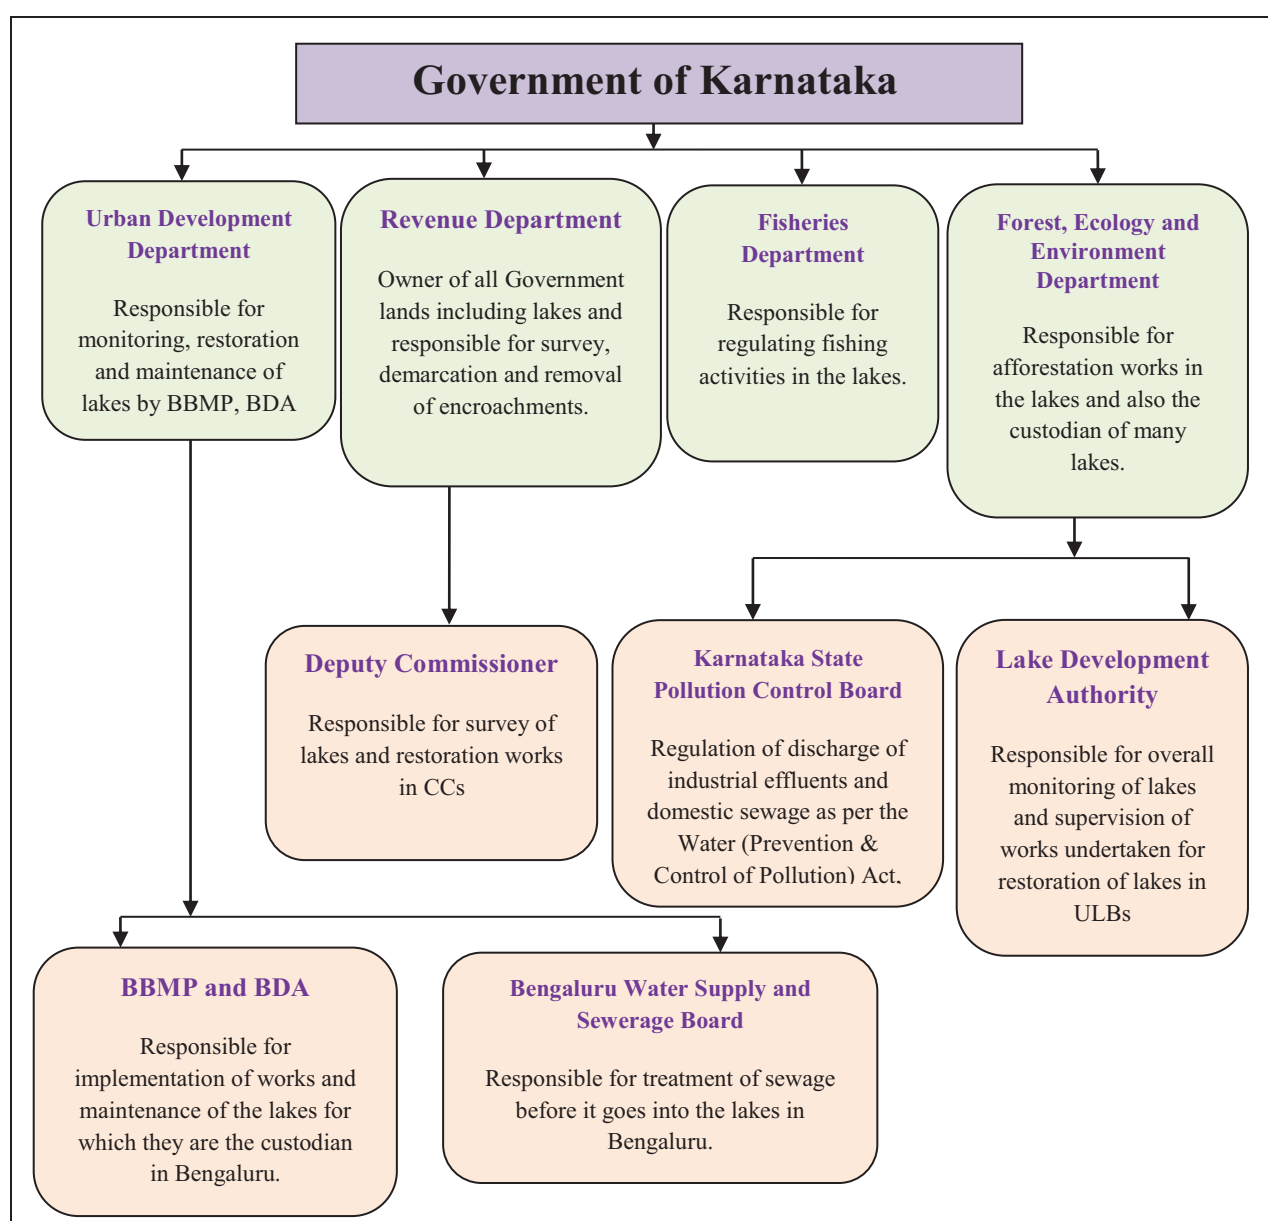 Government of Karnataka
Urban Development
Department
Responsible for
monitoring, restoration
and maintenance of
lakes by BBMP, BDA
Revenue Department
Owner of all Government
lands including lakes and
responsible for survey,
demarcation and removal
of encroachments.
Fisheries
Department
Responsible for
regulating fishing
activities in the lakes.
Forest, Ecology and
Environment
Department
Responsible for
afforestation works in
the lakes and also the
custodian of many
lakes.
Deputy Commissioner
Responsible for survey of
lakes and restoration works
in CCs
Karnataka State
Pollution Control Board
Regulation of discharge of
industrial effluents and
domestic sewage as per the
Water (Prevention &
Control of Pollution) Act,
Lake Development
Authority
Responsible for overall
monitoring of lakes
and supervision of
works undertaken for
restoration of lakes in
ULBs
BBMP and BDA
Responsible for
implementation of works and
maintenance of the lakes for
which they are the custodian
in Bengaluru.
Bengaluru Water Supply and
Sewerage Board
Responsible for treatment of sewage
before it goes into the lakes in
Bengaluru.